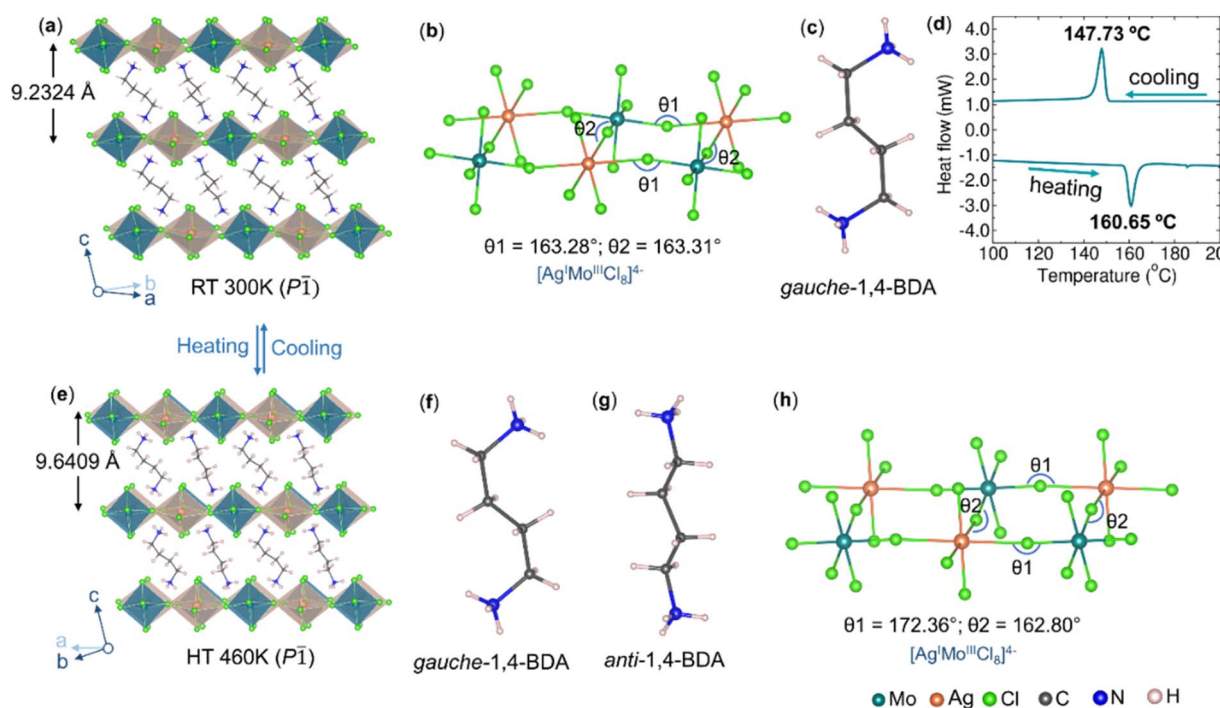 (a)
9.2324 Å
c
b
a
RT 300K (P1̅)
(b)
θ1
θ2
θ2
θ1
θ1 = 163.28°; θ2 = 163.31°
[AgᴵMoᴵᴵᴵCl₈]⁴⁻
(c)
gauche-1,4-BDA
(d)
147.73 ºC
cooling
heating
160.65 ºC
Heat flow (mW)
4.0
3.0
2.0
1.0
0.0
-1.0
-2.0
-3.0
-4.0
100 120 140 160 180 200
Temperature (°C)
Heating
Cooling
(e)
9.6409 Å
c
a
b
HT 460K (P1̅)
(f)
gauche-1,4-BDA
(g)
anti-1,4-BDA
(h)
θ1
θ2
θ2
θ1
θ1 = 172.36°; θ2 = 162.80°
[AgᴵMoᴵᴵᴵCl₈]⁴⁻
Mo Ag Cl C N H